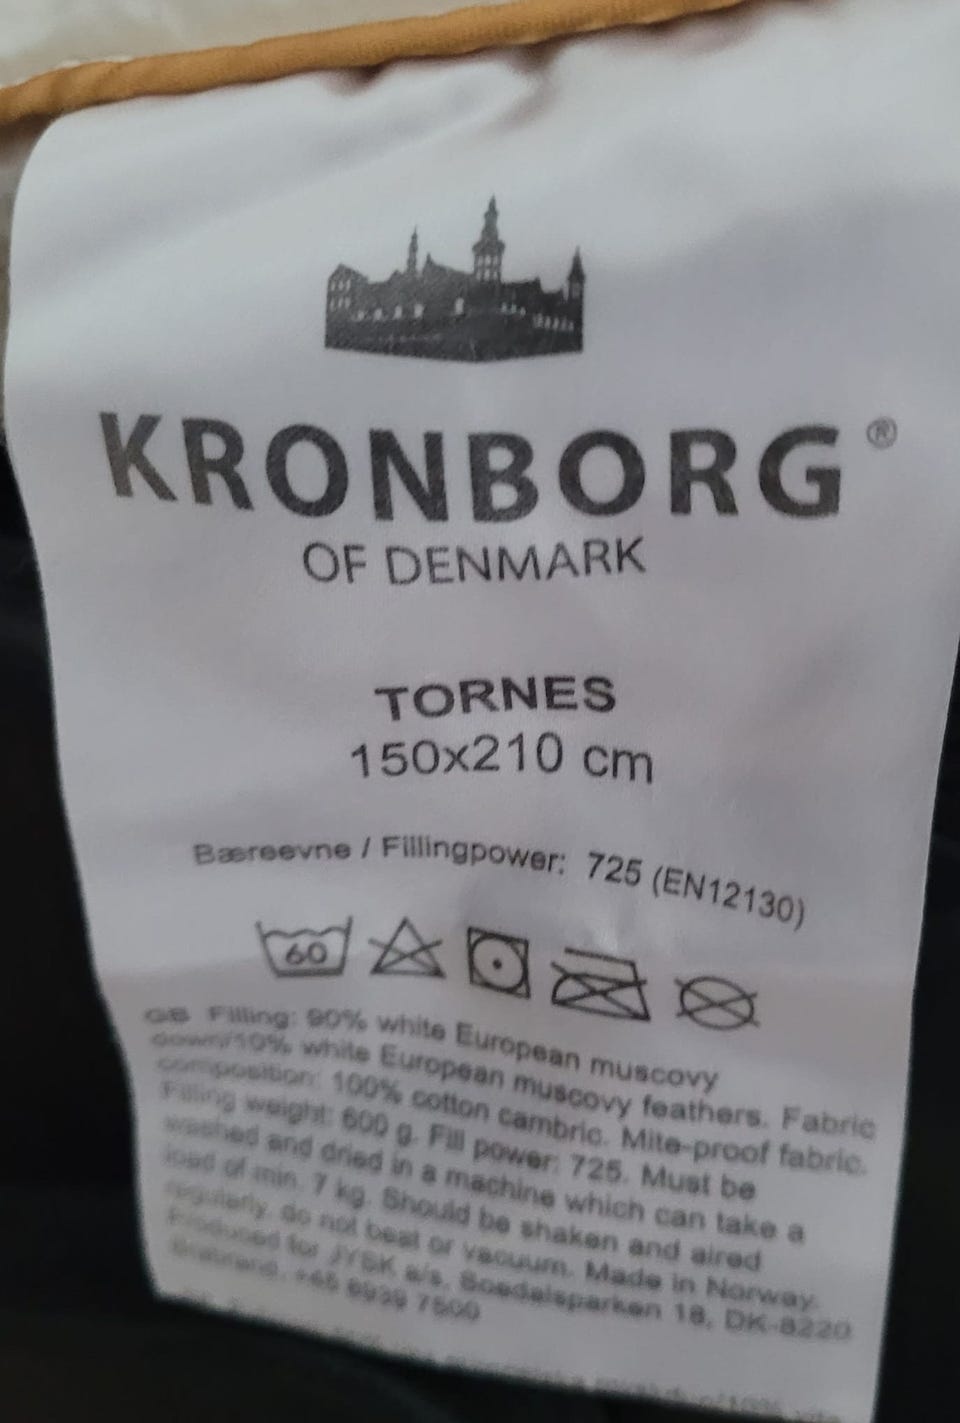 KRONBORG®
OF DENMARK
TORNES
150x210 cm
Bæreevne / Fillingpower: 725 (EN12130)
60
GB Filling: 90% white European muscovy
down/10% white European muscovy feathers. Fabric
composition: 100% cotton cambric. Mite-proof fabric.
Filling weight: 600 g. Fill power: 725. Must be
washed and dried in a machine which can take a
load of min. 7 kg. Should be shaken and aired
regularly, do not beat or vacuum. Made in Norway.
Produced for JYSK a/s, Soedalsparken 18, DK-8220
Brabrand, +45 8939 7500